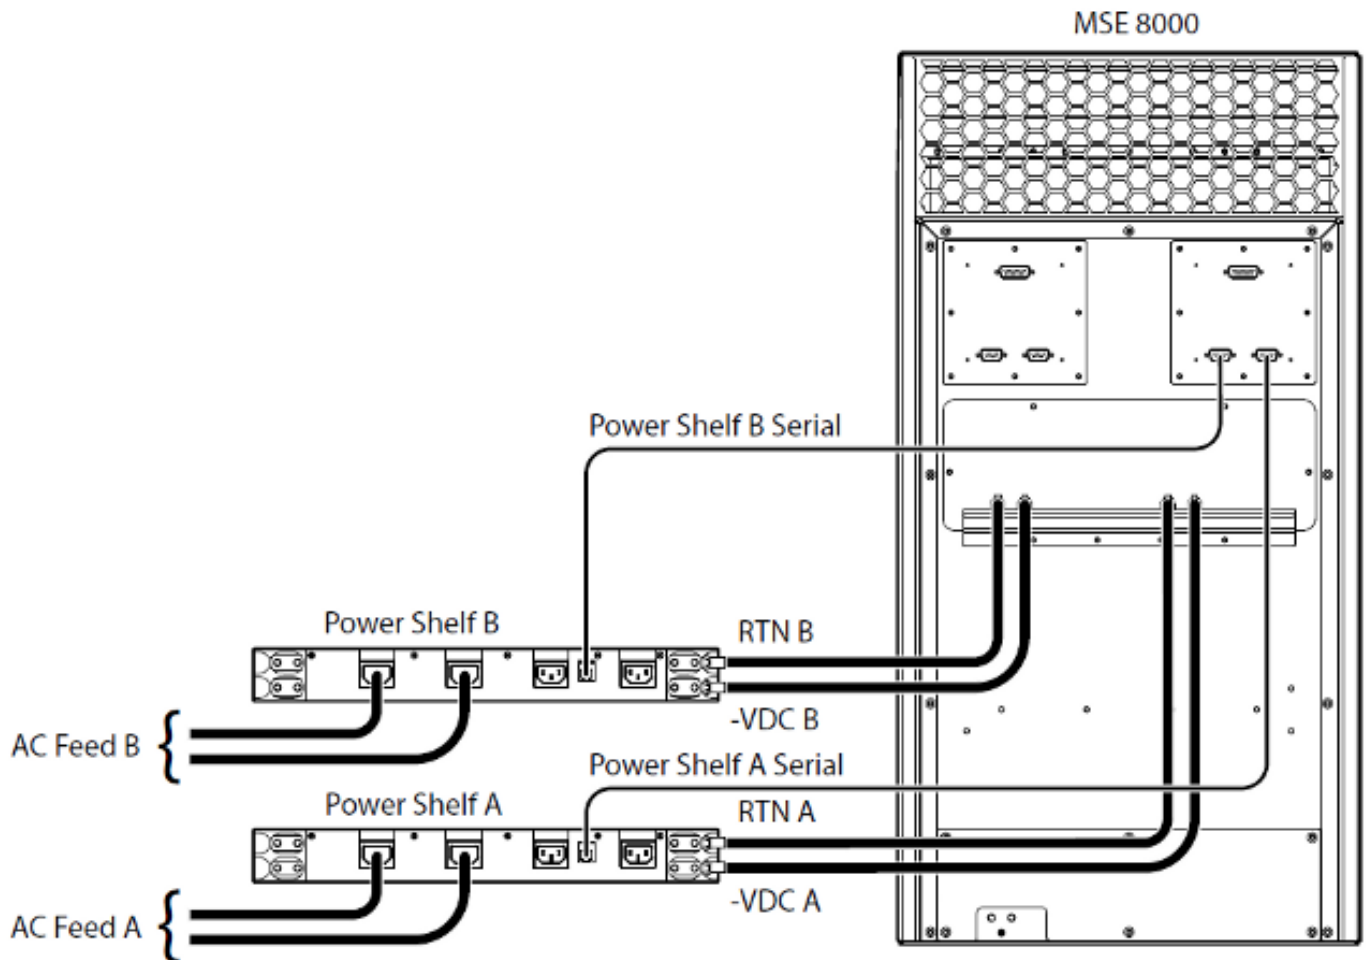 MSE 8000
Power Shelf B Serial
Power Shelf B
RTN B
-VDC B
AC Feed B
Power Shelf A Serial
Power Shelf A
RTN A
-VDC A
AC Feed A